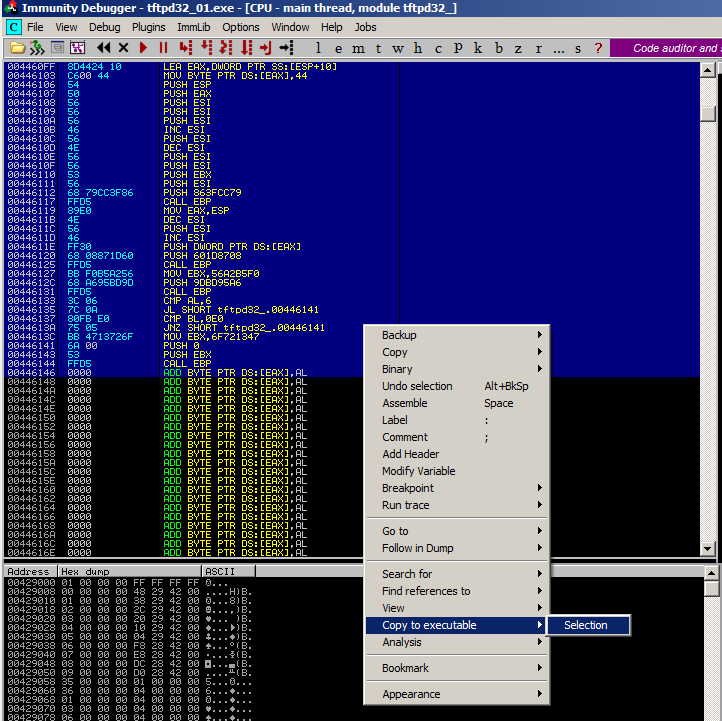 Immunity Debugger - tftpd32_01.exe - [CPU - main thread, module tftpd32_]
C File View Debug Plugins ImmLib Options Window Help Jobs
l e m t w h c p k b z r ... s ? Code auditor and s
004460FF 8D4424 10 LEA EAX,DWORD PTR SS:[ESP+10]
00446103 C600 44 MOV BYTE PTR DS:[EAX],44
00446106 54 PUSH ESP
00446107 50 PUSH EAX
00446108 56 PUSH ESI
00446109 56 PUSH ESI
0044610A 56 PUSH ESI
0044610B 46 INC ESI
0044610C 56 PUSH ESI
0044610D 4E DEC ESI
0044610E 56 PUSH ESI
0044610F 56 PUSH ESI
00446110 53 PUSH EBX
00446111 56 PUSH ESI
00446112 68 79CC3F86 PUSH 863FCC79
00446117 FFD5 CALL EBP
00446119 89E0 MOV EAX,ESP
0044611B 4E DEC ESI
0044611C 56 PUSH ESI
0044611D 46 INC ESI
0044611E FF30 PUSH DWORD PTR DS:[EAX]
00446120 68 08871D60 PUSH 601D8708
00446125 FFD5 CALL EBP
00446127 BB F0B5A256 MOV EBX,56A2B5F0
0044612C 68 A695BD9D PUSH 9DBD95A6
00446131 FFD5 CALL EBP
00446133 3C 06 CMP AL,6
00446135 7C 0A JL SHORT tftpd32_.00446141
00446137 80FB E0 CMP BL,0E0
0044613A 75 05 JNZ SHORT tftpd32_.00446141
0044613C BB 4713726F MOV EBX,6F721347
00446141 6A 00 PUSH 0
00446143 53 PUSH EBX
00446144 FFD5 CALL EBP
00446146 0000 ADD BYTE PTR DS:[EAX],AL
00446148 0000 ADD BYTE PTR DS:[EAX],AL
0044614A 0000 ADD BYTE PTR DS:[EAX],AL
0044614C 0000 ADD BYTE PTR DS:[EAX],AL
0044614E 0000 ADD BYTE PTR DS:[EAX],AL
00446150 0000 ADD BYTE PTR DS:[EAX],AL
00446152 0000 ADD BYTE PTR DS:[EAX],AL
00446154 0000 ADD BYTE PTR DS:[EAX],AL
00446156 0000 ADD BYTE PTR DS:[EAX],AL
00446158 0000 ADD BYTE PTR DS:[EAX],AL
0044615A 0000 ADD BYTE PTR DS:[EAX],AL
0044615C 0000 ADD BYTE PTR DS:[EAX],AL
0044615E 0000 ADD BYTE PTR DS:[EAX],AL
00446160 0000 ADD BYTE PTR DS:[EAX],AL
00446162 0000 ADD BYTE PTR DS:[EAX],AL
00446164 0000 ADD BYTE PTR DS:[EAX],AL
00446166 0000 ADD BYTE PTR DS:[EAX],AL
00446168 0000 ADD BYTE PTR DS:[EAX],AL
0044616A 0000 ADD BYTE PTR DS:[EAX],AL
0044616C 0000 ADD BYTE PTR DS:[EAX],AL
0044616E 0000 ADD BYTE PTR DS:[EAX],AL
Backup
Copy
Binary
Undo selection Alt+BkSp
Assemble Space
Label :
Comment ;
Add Header
Modify Variable
Breakpoint
Run trace
Go to
Follow in Dump
Search for
Find references to
View
Copy to executable
Selection
Analysis
Bookmark
Appearance
Address Hex dump ASCII
00429000 01 00 00 00 FF FF FF FF
00429008 00 00 00 00 48 29 42 00 ....H)B.
00429010 01 00 00 00 38 29 42 00
00429018 02 00 00 00 2C 29 42 00
00429020 03 00 00 00 20 29 42 00
00429028 04 00 00 00 10 29 42 00
00429030 05 00 00 00 04 29 42 00
00429038 06 00 00 00 F8 28 42 00
00429040 07 00 00 00 E8 28 42 00
00429048 08 00 00 00 DC 28 42 00
00429050 09 00 00 00 D0 28 42 00
00429058 35 00 00 00 01 00 00 00
00429060 36 00 00 00 04 00 00 00
00429068 01 00 00 00 04 00 00 00
00429070 03 00 00 00 04 00 00 00
00429078 06 00 00 00 04 00 00 00